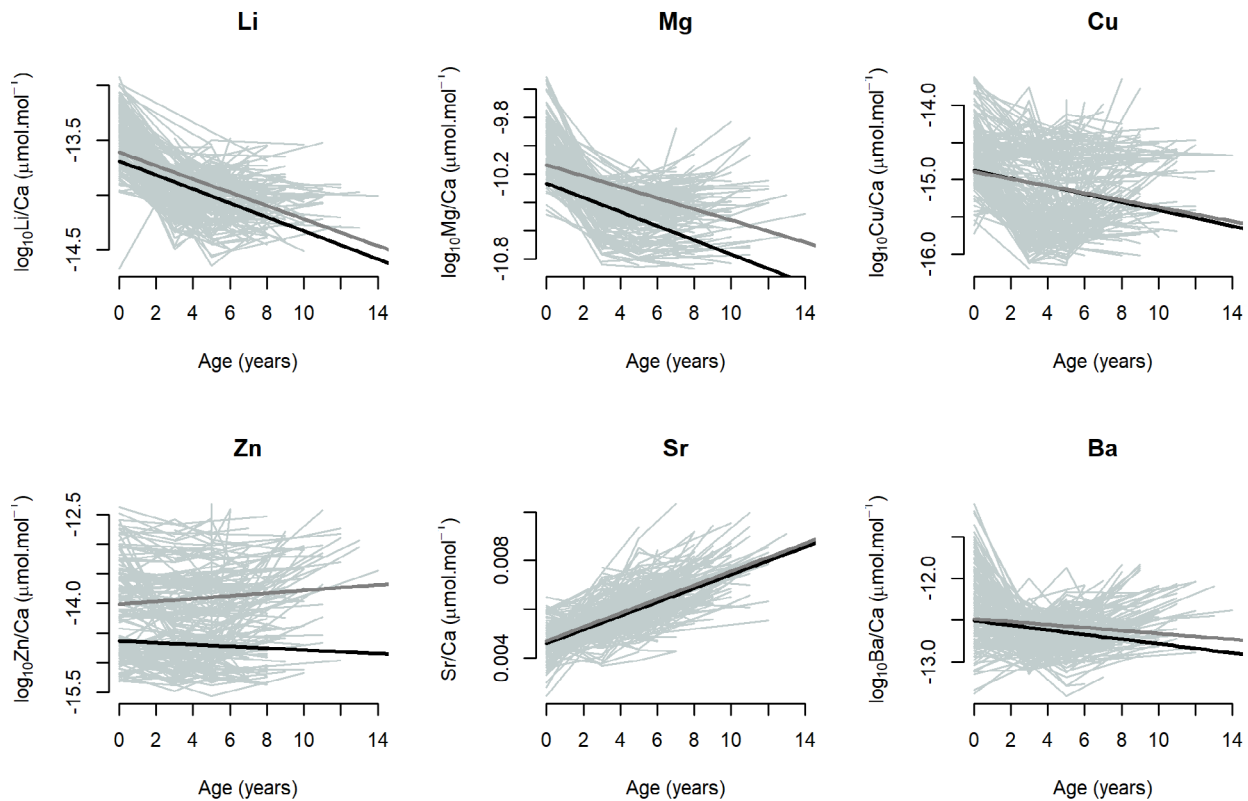 Li
log₁₀Li/Ca (μmol.mol⁻¹)
-13.5
-14.5
0 2 4 6 8 10 14
Age (years)
Mg
log₁₀Mg/Ca (μmol.mol⁻¹)
-9.8
-10.2
-10.8
0 2 4 6 8 10 14
Age (years)
Cu
log₁₀Cu/Ca (μmol.mol⁻¹)
-14.0
-15.0
-16.0
0 2 4 6 8 10 14
Age (years)
Zn
log₁₀Zn/Ca (μmol.mol⁻¹)
-12.5
-14.0
-15.5
0 2 4 6 8 10 14
Age (years)
Sr
Sr/Ca (μmol.mol⁻¹)
0.008
0.004
0 2 4 6 8 10 14
Age (years)
Ba
log₁₀Ba/Ca (μmol.mol⁻¹)
-12.0
-13.0
0 2 4 6 8 10 14
Age (years)